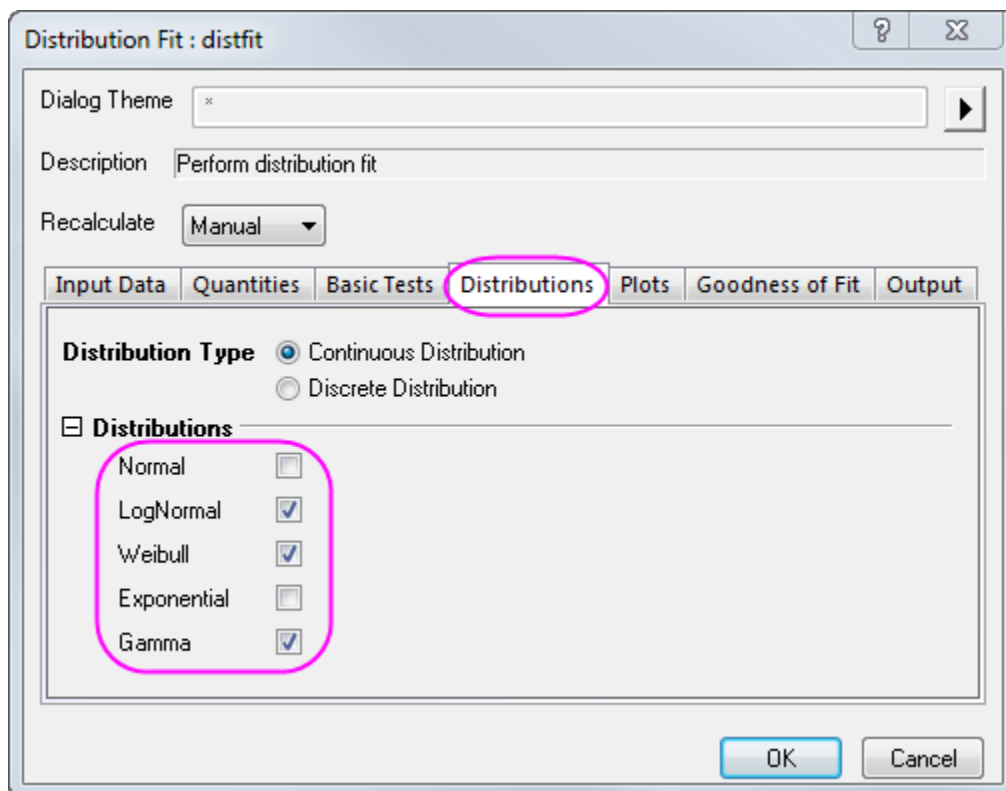 Distribution Fit : distfit
Dialog Theme *
Description Perform distribution fit
Recalculate Manual
Input Data Quantities Basic Tests Distributions Plots Goodness of Fit Output
Distribution Type Continuous Distribution
Discrete Distribution
Distributions
Normal
LogNormal
Weibull
Exponential
Gamma
OK Cancel